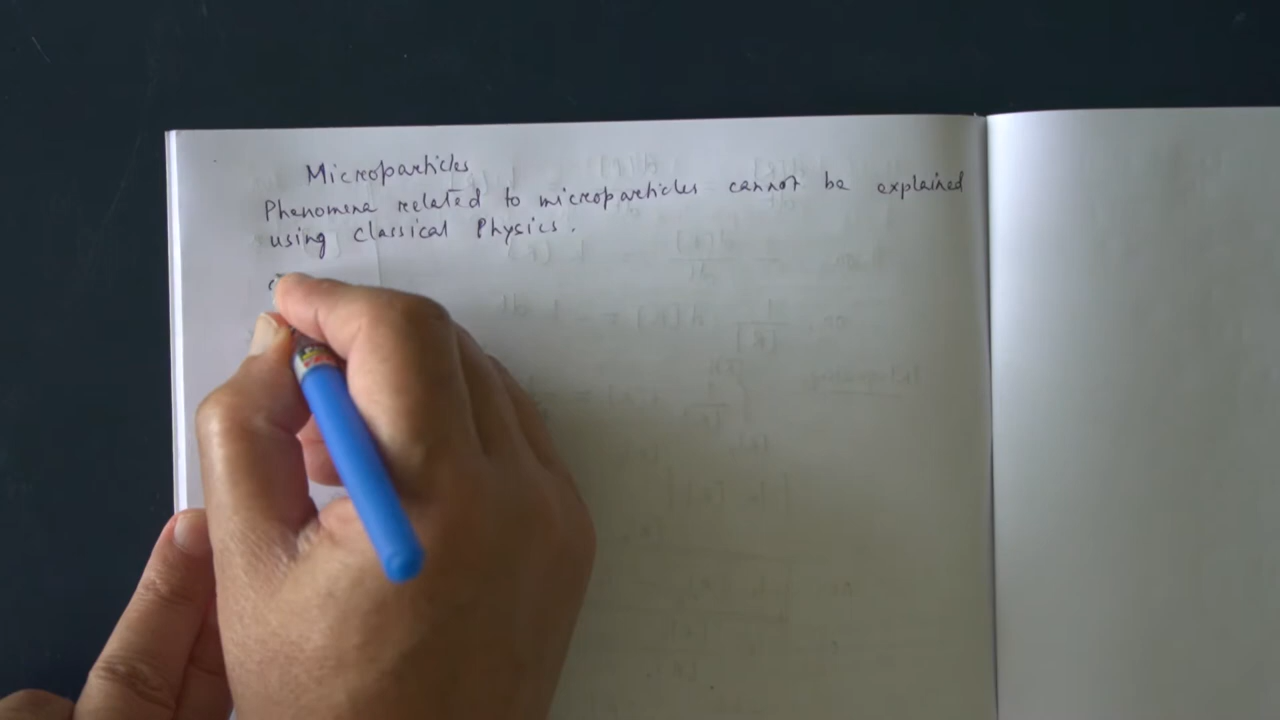 Microparticles
Phenomena related to microparticles cannot be explained
using Classical Physics.